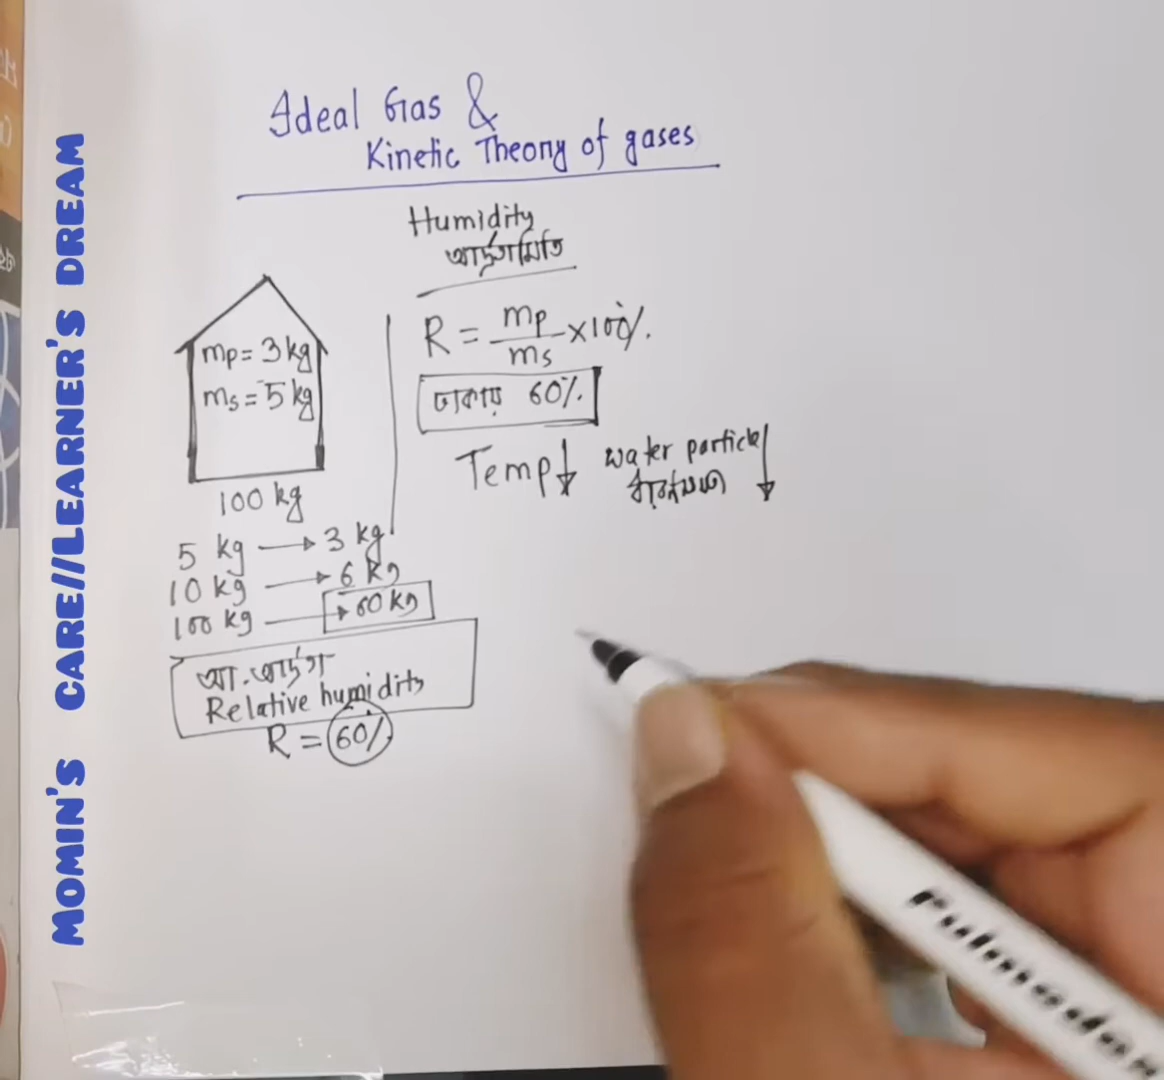 Ideal Gas &
Kinetic Theory of gases
Humidity
আর্দ্রতামিতি
mp = 3 kg
ms = 5 kg
100 kg
5 kg → 3 kg
10 kg → 6 kg
100 kg → 60 kg
আ. আর্দ্রতা
Relative humidity
R = 60%
R = mp/ms × 100%.
ঢাকায় 60%.
Temp↓ water particle ↓
MOMIN'S CARE//LEARNER'S DREAM